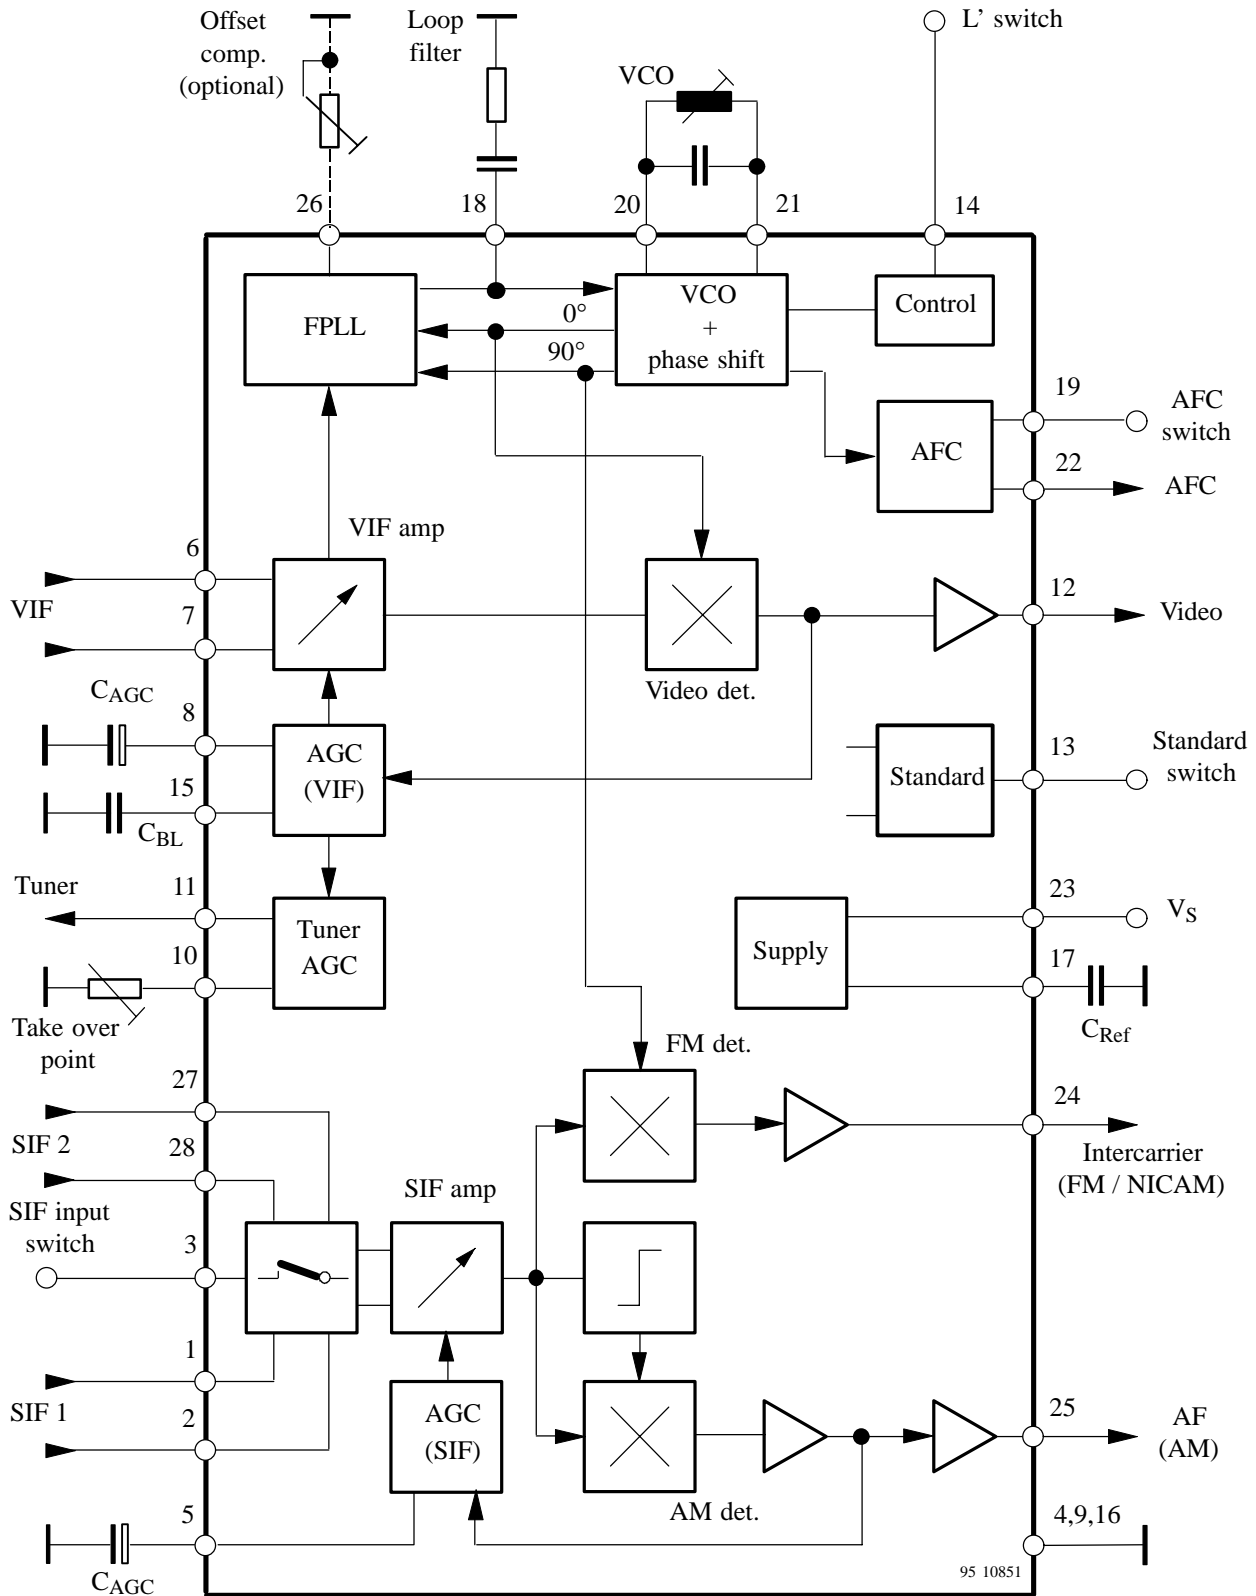 Offset
comp.
(optional)
Loop
filter
L’ switch
VCO
26
18
20
21
14
FPLL
0°
90°
VCO
+
phase shift
Control
19
AFC
switch
AFC
22
AFC
VIF amp
6
VIF
7
12
Video
Video det.
CAGC
8
AGC
(VIF)
15
CBL
13
Standard
switch
Standard
Tuner
11
Tuner
AGC
10
Take over
point
23
VS
Supply
17
CRef
FM det.
27
SIF 2
28
24
Intercarrier
(FM / NICAM)
SIF amp
SIF input
switch
3
1
SIF 1
2
AGC
(SIF)
25
AF
(AM)
AM det.
5
CAGC
4,9,16
95 10851